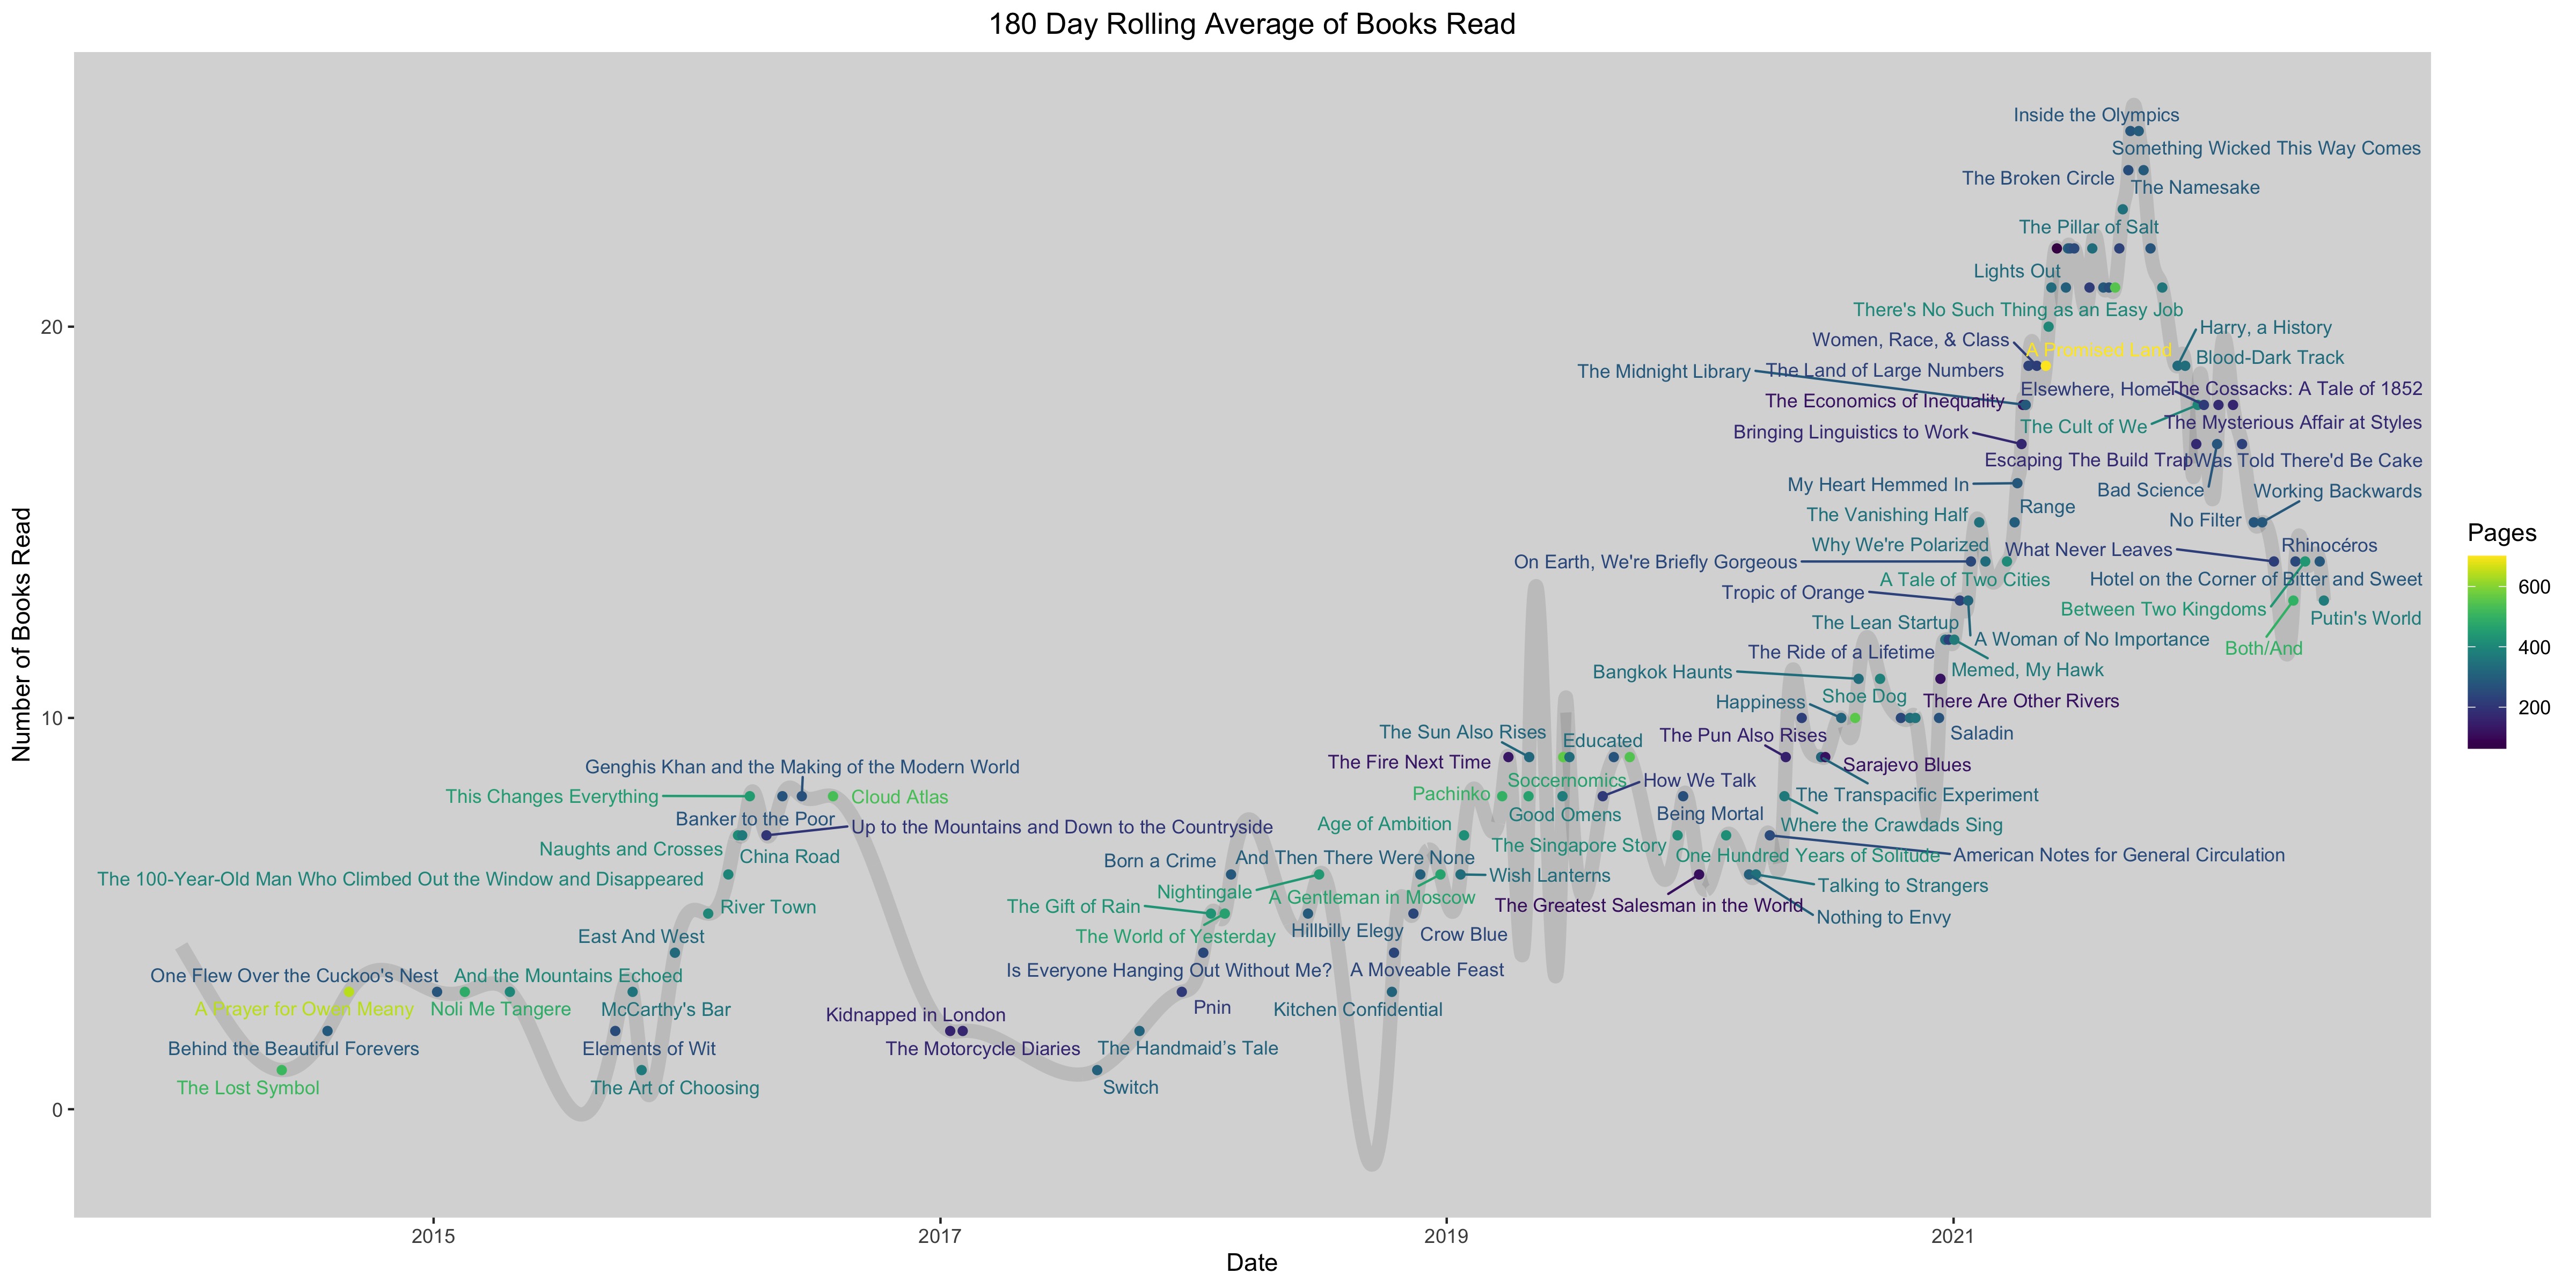 180 Day Rolling Average of Books Read
Inside the Olympics
Something Wicked This Way Comes
The Broken Circle
The Namesake
The Pillar of Salt
Lights Out
There's No Such Thing as an Easy Job
20
Harry, a History
Women, Race, & Class
A Promised Land
Blood-Dark Track
The Midnight Library
The Land of Large Numbers
Elsewhere, Home
The Cossacks: A Tale of 1852
The Economics of Inequality
The Cult of We
The Mysterious Affair at Styles
Bringing Linguistics to Work
Escaping The Build Trap
Was Told There'd Be Cake
My Heart Hemmed In
Bad Science
Working Backwards
Range
The Vanishing Half
No Filter
Why We're Polarized
What Never Leaves
Rhinocéros
On Earth, We're Briefly Gorgeous
A Tale of Two Cities
Hotel on the Corner of Bitter and Sweet
Tropic of Orange
Between Two Kingdoms
The Lean Startup
Putin's World
A Woman of No Importance
The Ride of a Lifetime
Both/And
Bangkok Haunts
Memed, My Hawk
Happiness
Shoe Dog
There Are Other Rivers
10
The Sun Also Rises
Educated
The Pun Also Rises
Saladin
The Fire Next Time
Genghis Khan and the Making of the Modern World
Sarajevo Blues
Soccernomics
How We Talk
This Changes Everything
Cloud Atlas
Pachinko
The Transpacific Experiment
Banker to the Poor
Good Omens
Being Mortal
Up to the Mountains and Down to the Countryside
Age of Ambition
Where the Crawdads Sing
Naughts and Crosses
China Road
Born a Crime
And Then There Were None
The Singapore Story
One Hundred Years of Solitude
American Notes for General Circulation
The 100-Year-Old Man Who Climbed Out the Window and Disappeared
Nightingale
Wish Lanterns
Talking to Strangers
River Town
The Gift of Rain
A Gentleman in Moscow
The Greatest Salesman in the World
Nothing to Envy
East And West
The World of Yesterday
Hillbilly Elegy
Crow Blue
One Flew Over the Cuckoo's Nest
And the Mountains Echoed
Is Everyone Hanging Out Without Me?
A Moveable Feast
A Prayer for Owen Meany
Noli Me Tangere
McCarthy's Bar
Kidnapped in London
Pnin
Kitchen Confidential
Behind the Beautiful Forevers
Elements of Wit
The Motorcycle Diaries
The Handmaid's Tale
The Lost Symbol
The Art of Choosing
Switch
0
Number of Books Read
2015
2017
2019
2021
Date
Pages
600
400
200